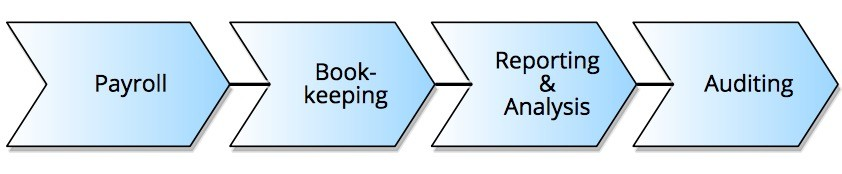 Payroll
Book-
keeping
Reporting
&
Analysis
Auditing